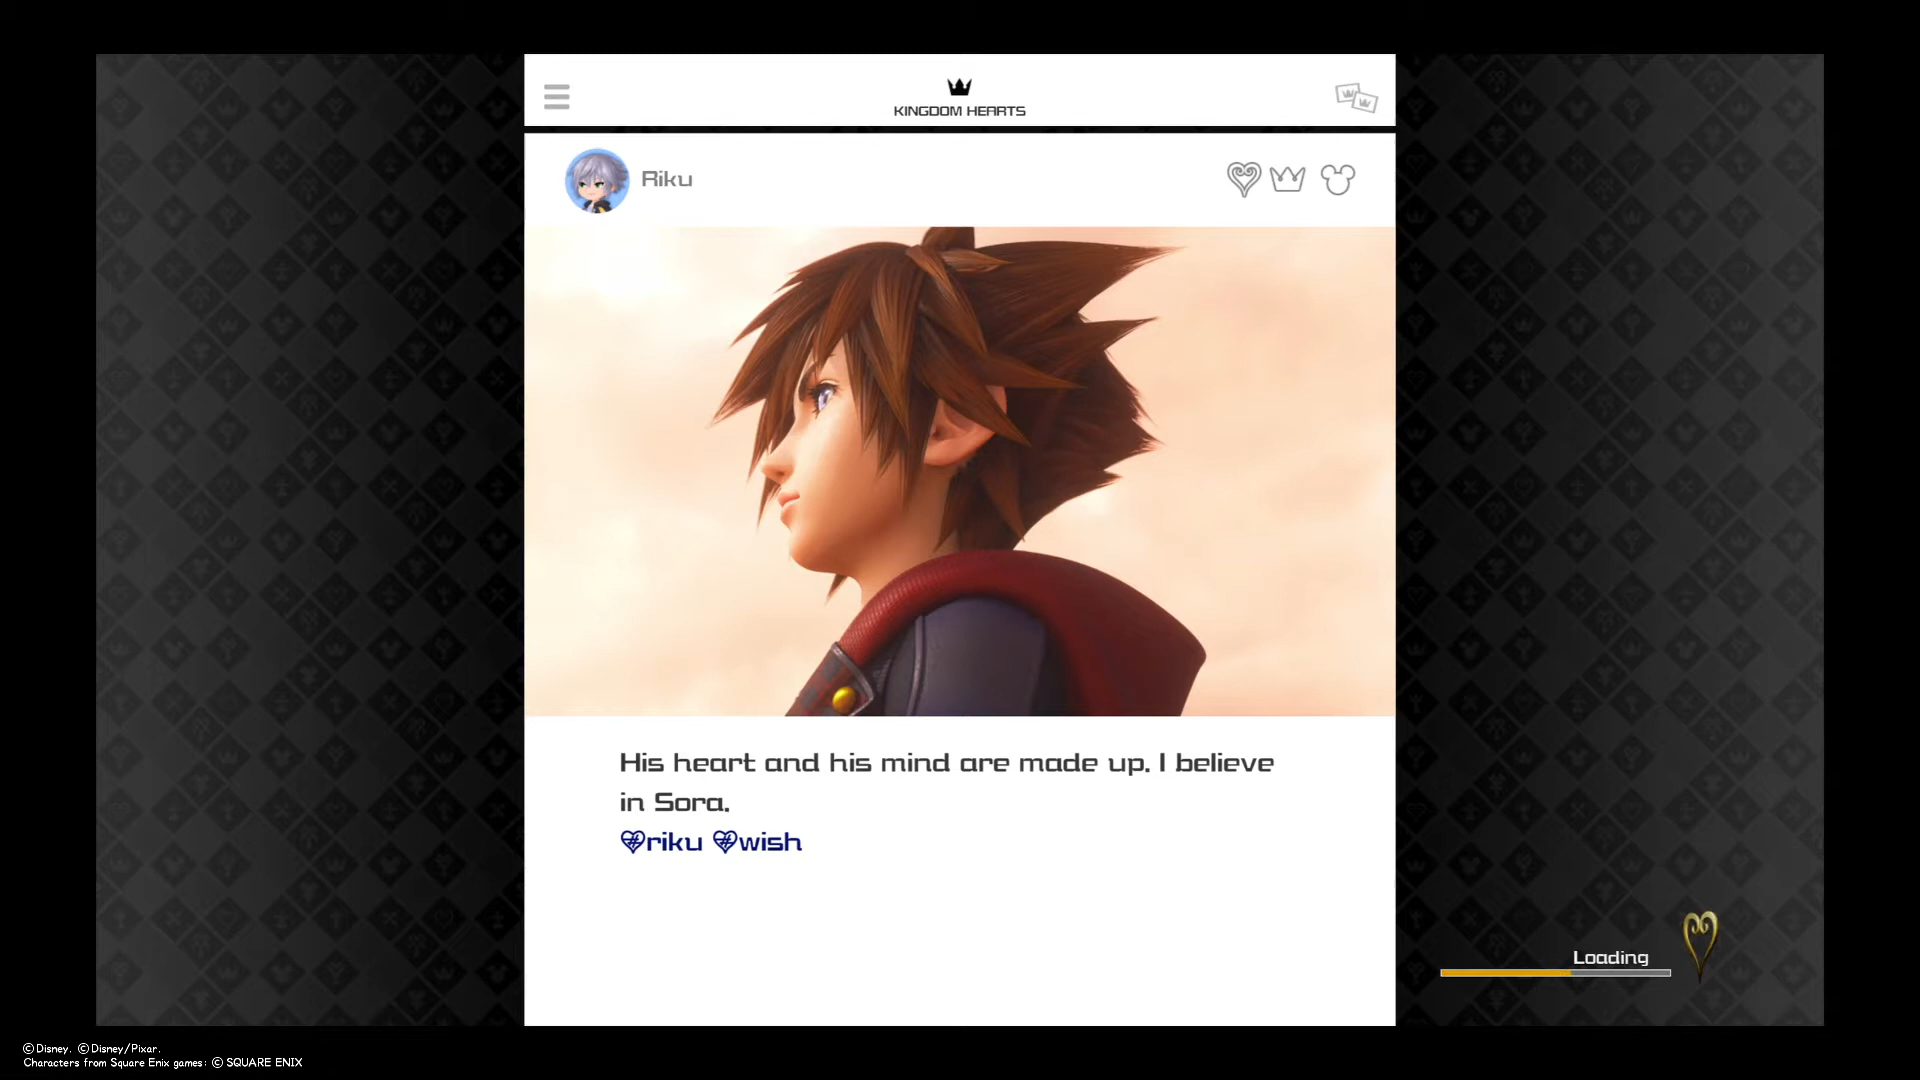 KINGDOM HEARTS
Riku
His heart and his mind are made up. I believe
in Sora.
#riku #wish
Loading
©Disney. ©Disney/Pixar.
Characters from Square Enix games: © SQUARE ENIX